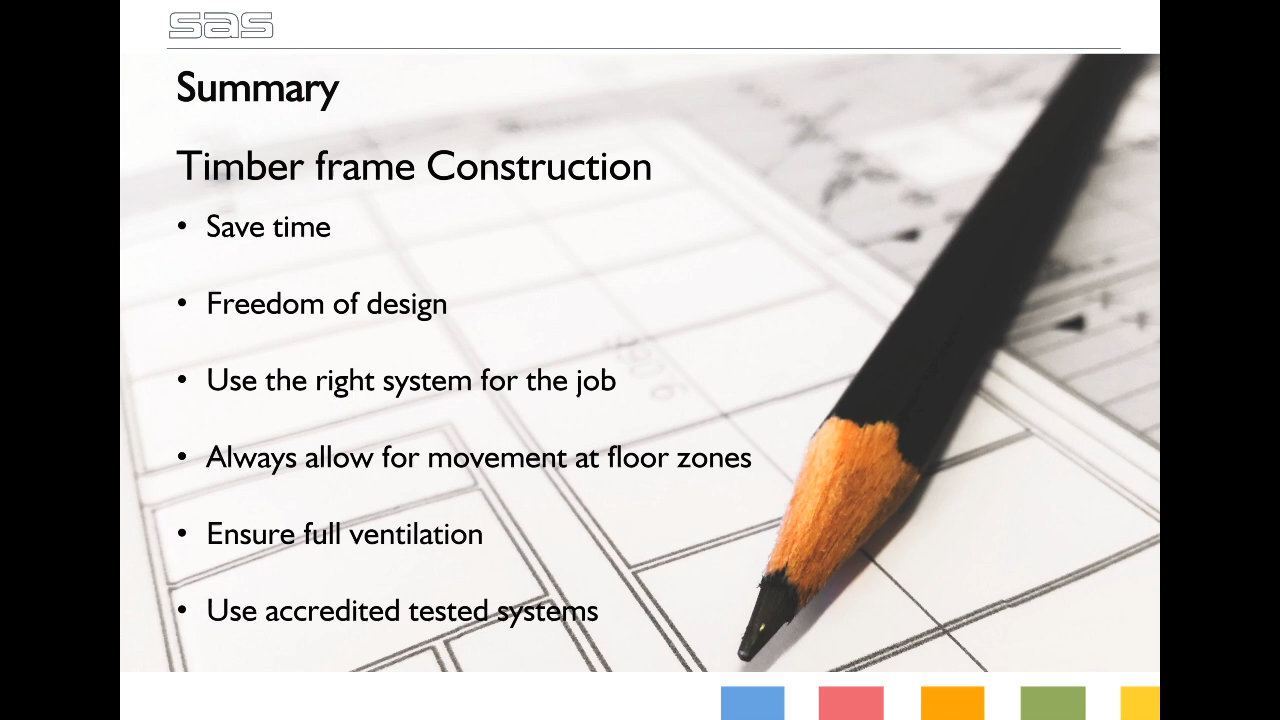 sas
Summary
Timber frame Construction
• Save time
• Freedom of design
• Use the right system for the job
• Always allow for movement at floor zones
• Ensure full ventilation
• Use accredited tested systems